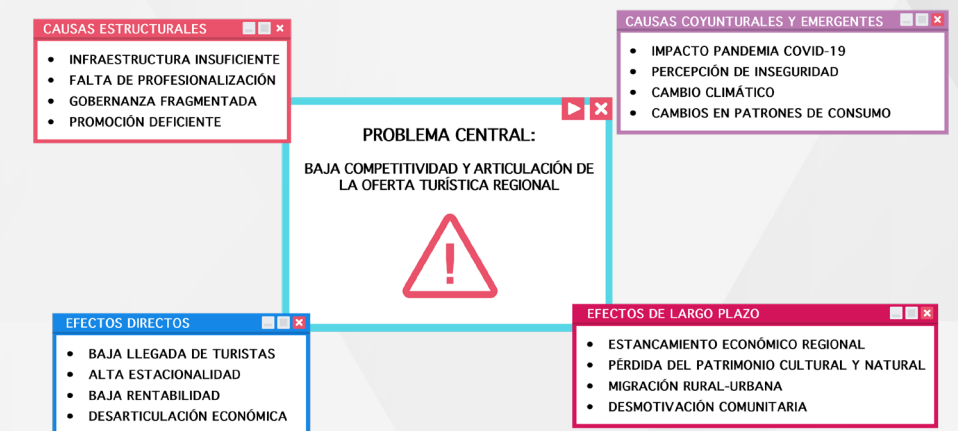 CAUSAS ESTRUCTURALES
• INFRAESTRUCTURA INSUFICIENTE
• FALTA DE PROFESIONALIZACIÓN
• GOBERNANZA FRAGMENTADA
• PROMOCIÓN DEFICIENTE
CAUSAS COYUNTURALES Y EMERGENTES
• IMPACTO PANDEMIA COVID-19
• PERCEPCIÓN DE INSEGURIDAD
• CAMBIO CLIMÁTICO
• CAMBIOS EN PATRONES DE CONSUMO
PROBLEMA CENTRAL:
BAJA COMPETITIVIDAD Y ARTICULACIÓN DE
LA OFERTA TURÍSTICA REGIONAL
EFECTOS DIRECTOS
• BAJA LLEGADA DE TURISTAS
• ALTA ESTACIONALIDAD
• BAJA RENTABILIDAD
• DESARTICULACIÓN ECONÓMICA
EFECTOS DE LARGO PLAZO
• ESTANCAMIENTO ECONÓMICO REGIONAL
• PÉRDIDA DEL PATRIMONIO CULTURAL Y NATURAL
• MIGRACIÓN RURAL-URBANA
• DESMOTIVACIÓN COMUNITARIA